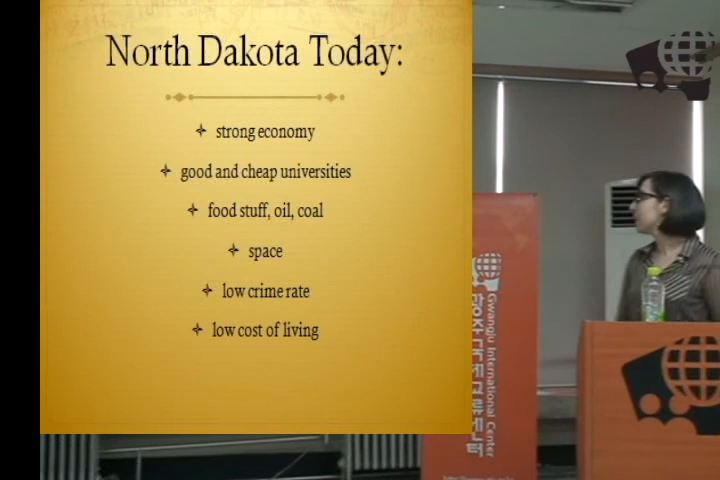 North Dakota Today:
strong economy
good and cheap universities
food stuff, oil, coal
space
low crime rate
low cost of living
Gwangju International Center
광주국제교류센터